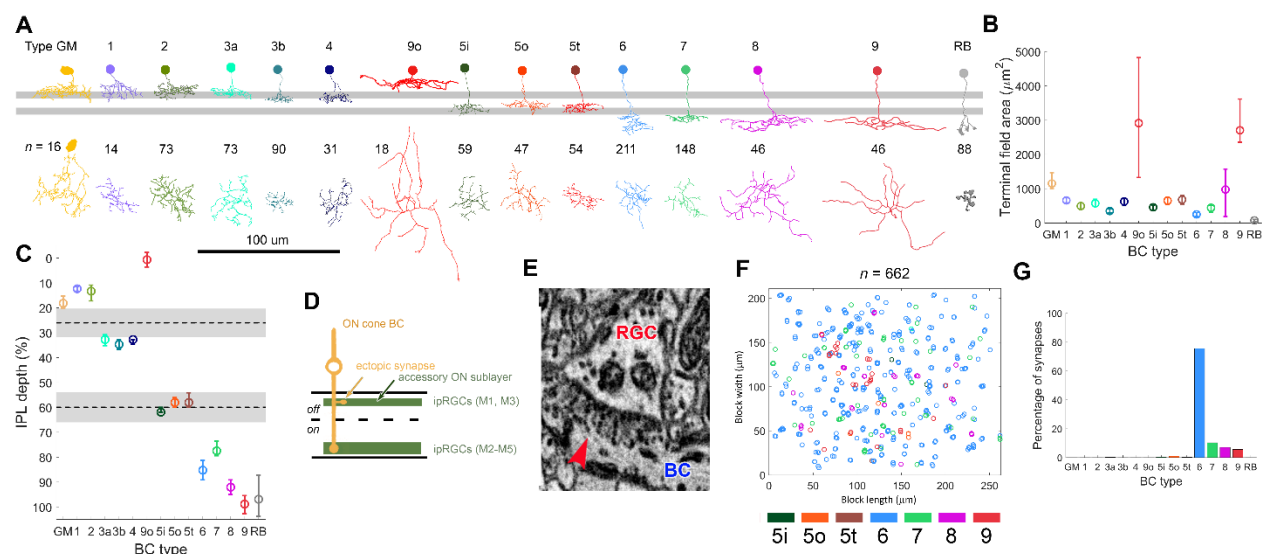 A
Type GM 1 2 3a 3b 4 9o 5i 5o 5t 6 7 8 9 RB
n = 16 14 73 73 90 31 18 59 47 54 211 148 46 46 88
100 um
B
Terminal field area (μm²)
5000
4000
3000
2000
1000
0
GM 1 2 3a 3b 4 9o 5i 5o 5t 6 7 8 9 RB
BC type
C
IPL depth (%)
0
10
20
30
40
50
60
70
80
90
100
GM 1 2 3a 3b 4 9o 5i 5o 5t 6 7 8 9 RB
BC type
D
ON cone BC
ectopic synapse
accessory ON sublayer
off
ipRGCs (M1, M3)
on
ipRGCs (M2-M5)
E
RGC
BC
F
n = 662
Block width (μm)
200
150
100
50
0
0 50 100 150 200 250
Block length (μm)
5i 5o 5t 6 7 8 9
G
Percentage of synapses
100
80
60
40
20
0
GM 1 2 3a 3b 4 9o 5i 5o 5t 6 7 8 9 RB
BC type